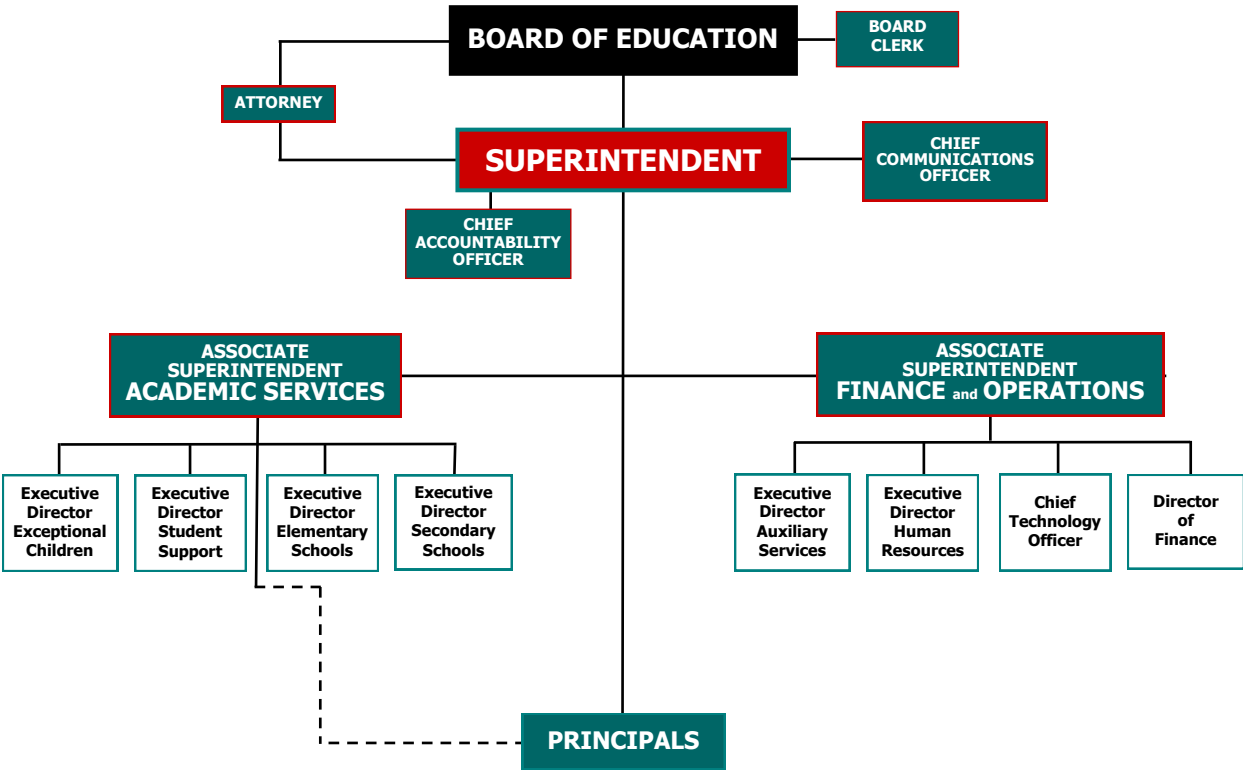 BOARD OF EDUCATION
BOARD
CLERK
ATTORNEY
SUPERINTENDENT
CHIEF
COMMUNICATIONS
OFFICER
CHIEF
ACCOUNTABILITY
OFFICER
ASSOCIATE
SUPERINTENDENT
ACADEMIC SERVICES
ASSOCIATE
SUPERINTENDENT
FINANCE and OPERATIONS
Executive
Director
Exceptional
Children
Executive
Director
Student
Support
Executive
Director
Elementary
Schools
Executive
Director
Secondary
Schools
Executive
Director
Auxiliary
Services
Executive
Director
Human
Resources
Chief
Technology
Officer
Director
of
Finance
PRINCIPALS